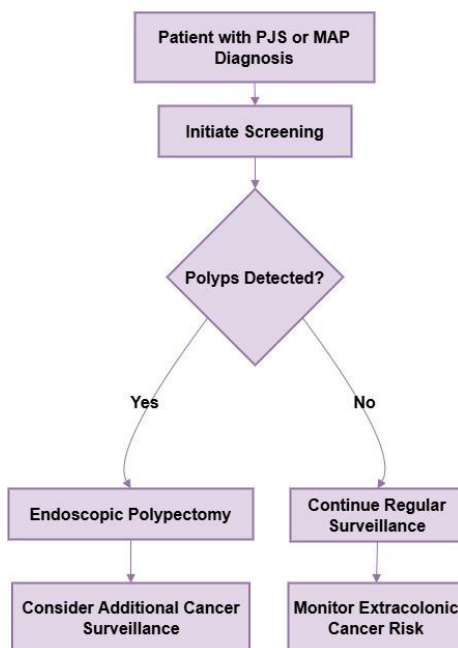 Patient with PJS or MAP
Diagnosis
Initiate Screening
Polyps Detected?
Yes
No
Endoscopic Polypectomy
Continue Regular
Surveillance
Consider Additional Cancer
Surveillance
Monitor Extracolonic
Cancer Risk